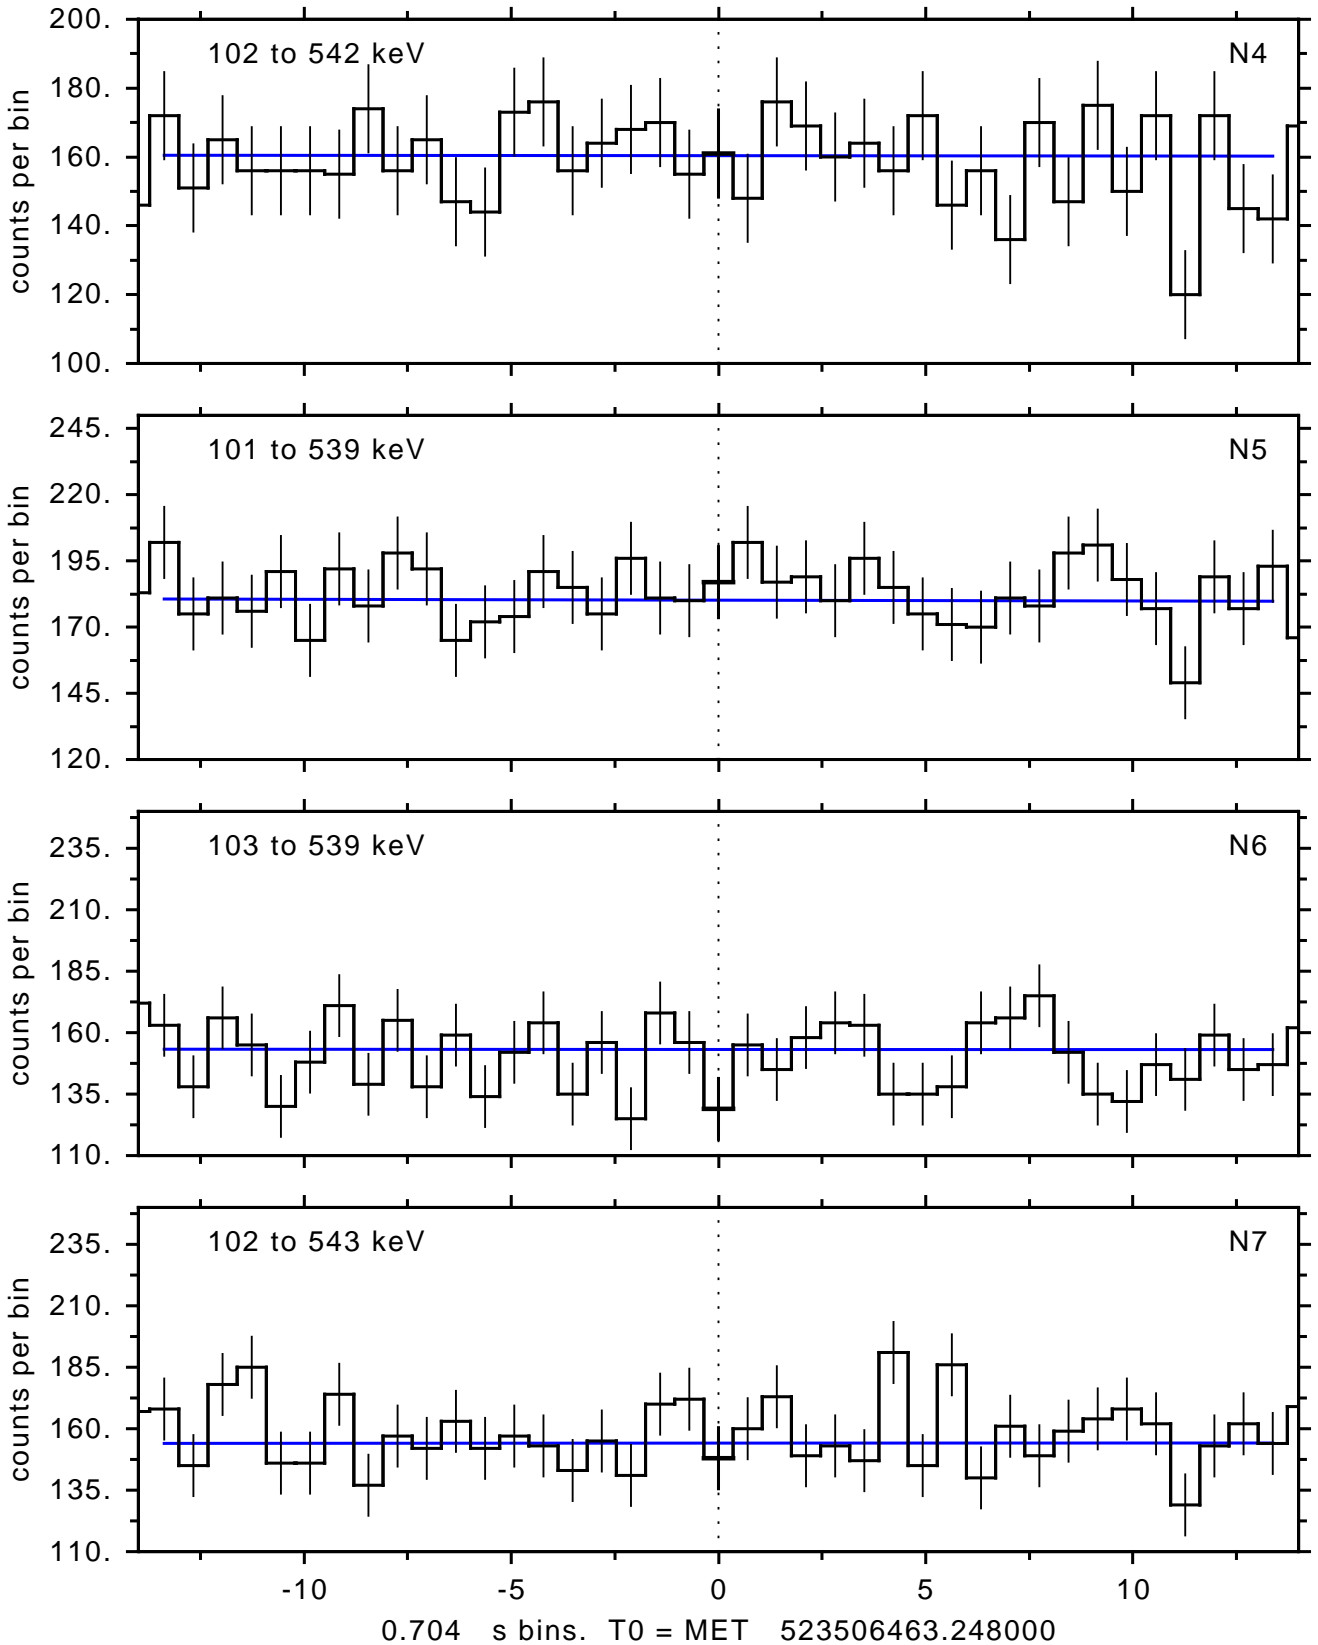 200.
102 to 542 keV N4
180.
160.
140.
120.
100.
counts per bin
245.
101 to 539 keV N5
220.
195.
170.
145.
120.
counts per bin
235.
103 to 539 keV N6
210.
185.
160.
135.
110.
counts per bin
235.
102 to 543 keV N7
210.
185.
160.
135.
110.
counts per bin
-10 -5 0 5 10
0.704 s bins. T0 = MET 523506463.248000